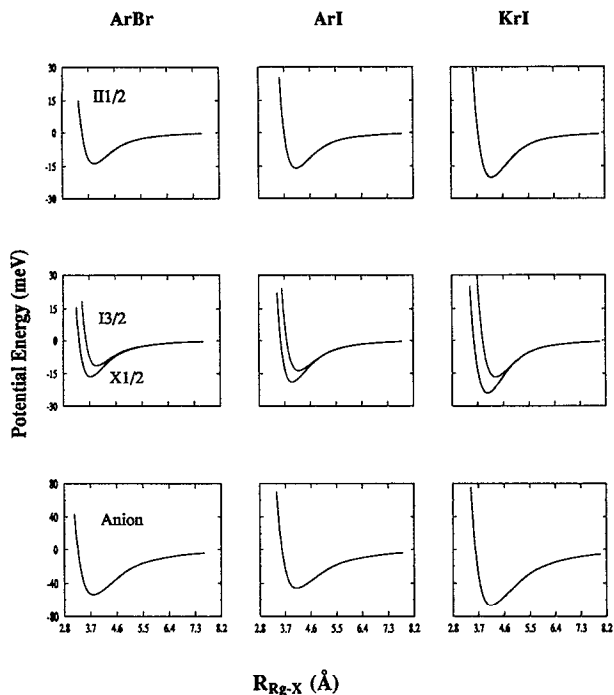 ArBr ArI KrI
30
15
0
-15
-30
II1/2
Potential Energy (meV)
30
15
0
-15
-30
I3/2
X1/2
80
40
0
-40
-80
Anion
2.8 3.7 4.6 5.5 6.4 7.3 8.2
2.8 3.7 4.6 5.5 6.4 7.3 8.2
2.8 3.7 4.6 5.5 6.4 7.3 8.2
R Rg-X (Å)